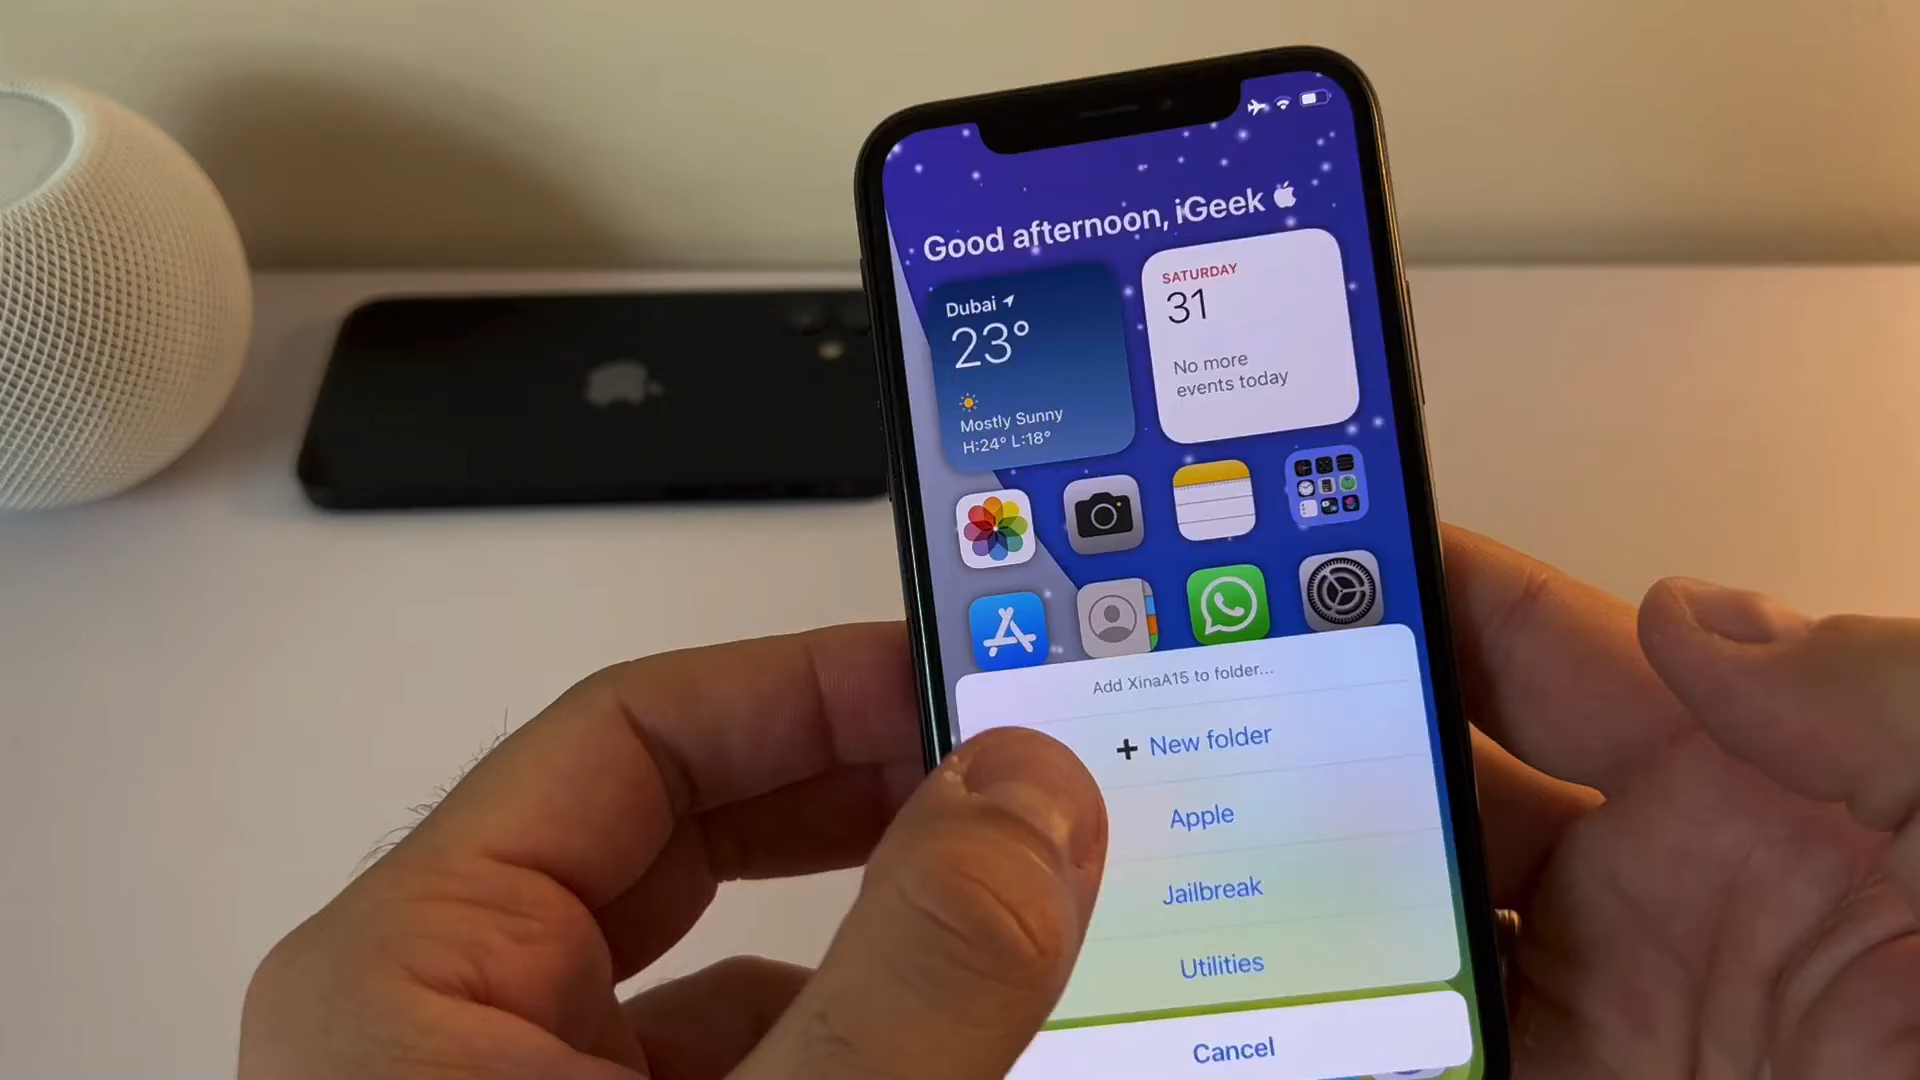 Good afternoon, iGeek
Dubai
23°
Mostly Sunny
H:24° L:18°
SATURDAY
31
No more
events today
Add XinaA15 to folder...
+ New folder
Apple
Jailbreak
Utilities
Cancel